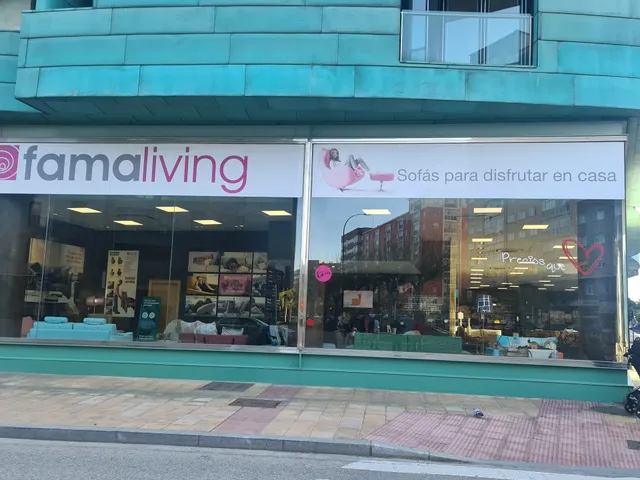 famaliving
Sofás para disfrutar en casa
Precios que